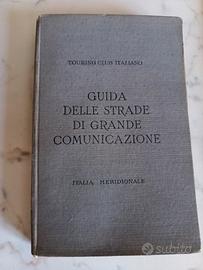 TOURING CLUB ITALIANO
GUIDA
DELLE STRADE
DI GRANDE
COMUNICAZIONE
ITALIA MERIDIONALE
subito